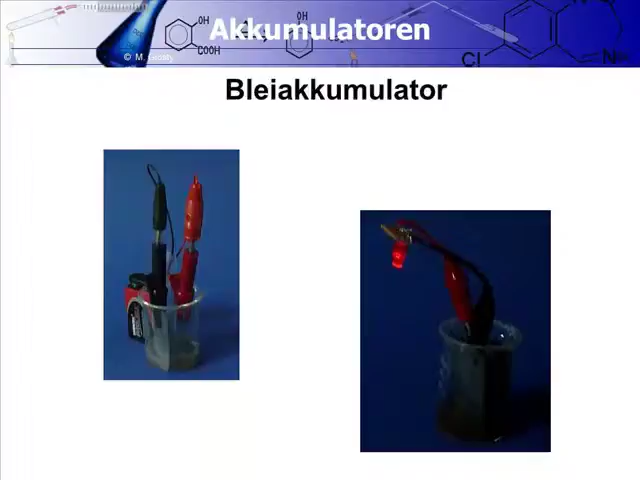 Akkumulatoren
OH
OH
COOH
Cl
N
© M.
Bleiakkumulator